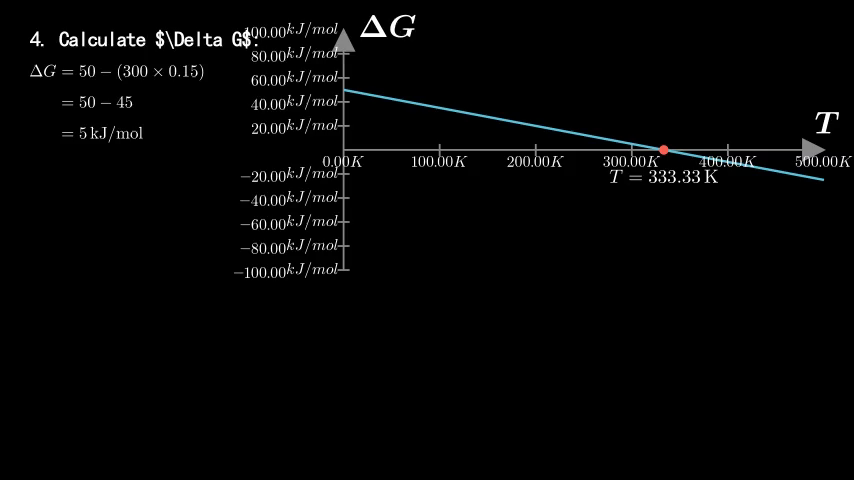 4. Calculate $\Delta G$:
ΔG = 50 − (300 × 0.15)
= 50 − 45
= 5 kJ/mol
ΔG
100.00kJ/mol
80.00kJ/mol
60.00kJ/mol
40.00kJ/mol
20.00kJ/mol
T
0.00K 100.00K 200.00K 300.00K 400.00K 500.00K
T = 333.33 K
−20.00kJ/mol
−40.00kJ/mol
−60.00kJ/mol
−80.00kJ/mol
−100.00kJ/mol